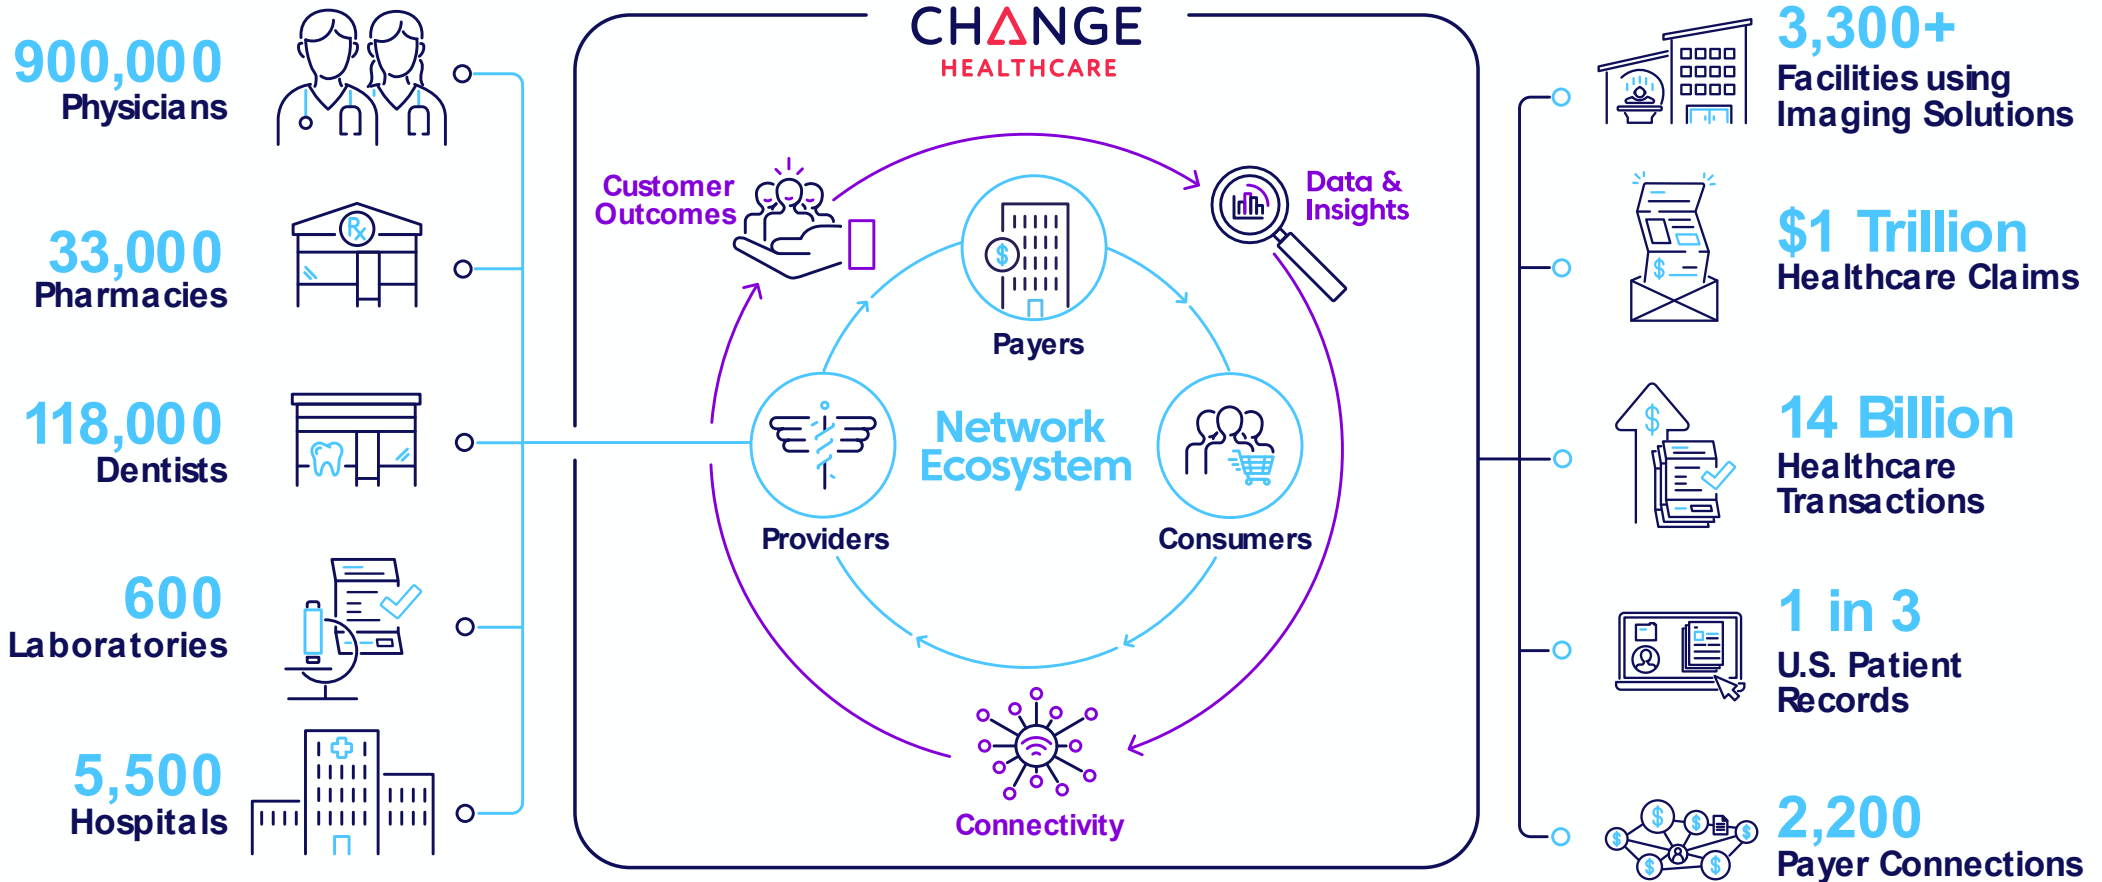 900,000
Physicians
33,000
Pharmacies
118,000
Dentists
600
Laboratories
5,500
Hospitals
CHANGE
HEALTHCARE
Customer
Outcomes
Data &
Insights
$
Payers
Network
Ecosystem
Providers
Consumers
Connectivity
3,300+
Facilities using
Imaging Solutions
$1 Trillion
Healthcare Claims
14 Billion
Healthcare
Transactions
1 in 3
U.S. Patient
Records
2,200
Payer Connections